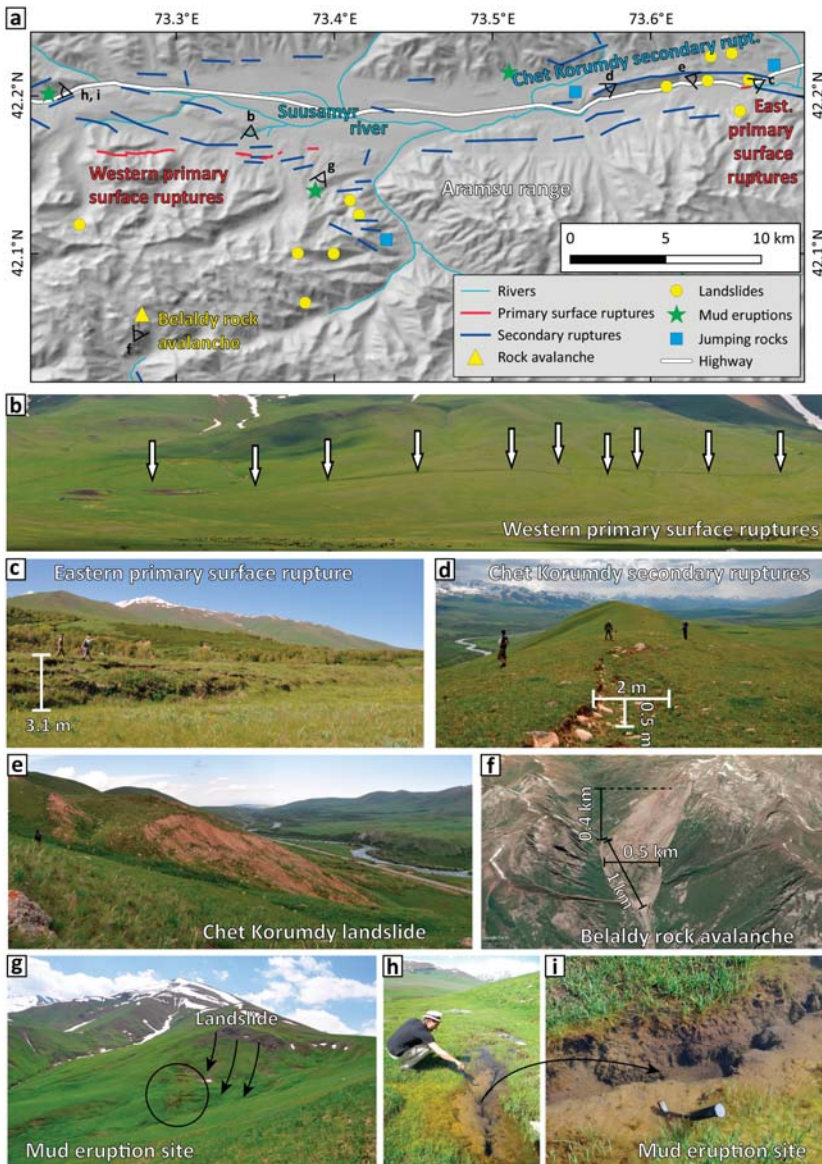 a
73.3°
73.4°
73.5°
73.6°
42.2°
42.2°N
42.1°N
42.1°N
h, i
Chet Korumdy secondary rupt.
d
e
c
Suusamyr
river
b
East.
primary
surface
ruptures
Western primary
surface ruptures
g
Aramsu range
Belaldy rock
avalanche
f
0
5
10 km
Rivers
Primary surface ruptures
Secondary ruptures
Rock avalanche
Landslides
Mud eruptions
Jumping rocks
Highway
b
Western primary surface ruptures
c
Eastern primary surface rupture
3.1 m
d
Chet Korumdy secondary ruptures
2 m
0.5 m
e
Chet Korumdy landslide
f
0.4 km
0.5 km
1 km
Belaldy rock avalanche
g
Landslide
Mud eruption site
h
i
Mud eruption site